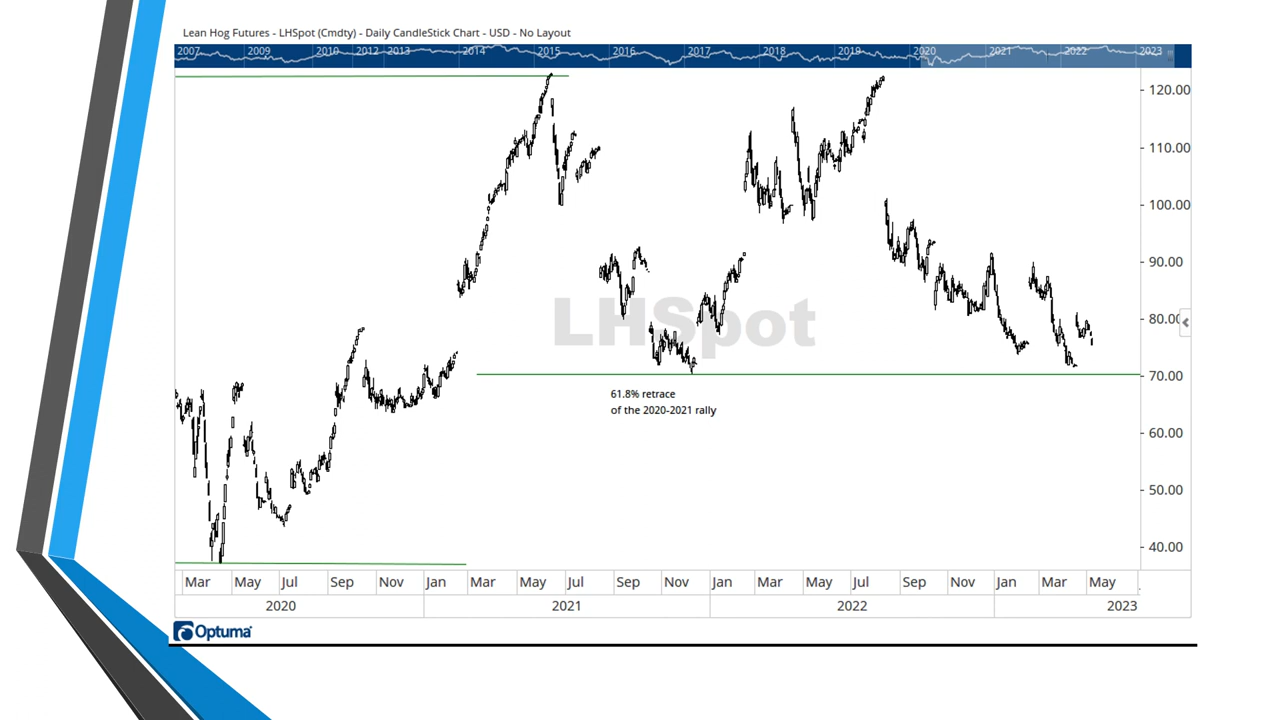 Lean Hog Futures - LHSpot (Cmdty) - Daily CandleStick Chart - USD - No Layout
2007 2009 2010 2012 2013 2014 2015 2016 2017 2018 2019 2020 2021 2022 2023
120.00
110.00
100.00
90.00
80.00
LHSpot
70.00
61.8% retrace
of the 2020-2021 rally
60.00
50.00
40.00
Mar May Jul Sep Nov Jan Mar May Jul Sep Nov Jan Mar May Jul Sep Nov Jan Mar May
2020 2021 2022 2023
Optuma